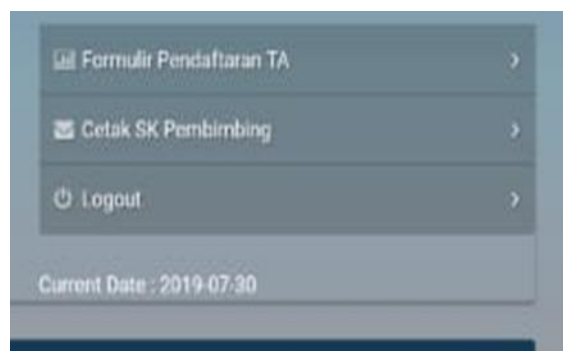 Formulir Pendaftaran TA
Cetak SK Pembimbing
Logout
Current Date : 2019-07-30